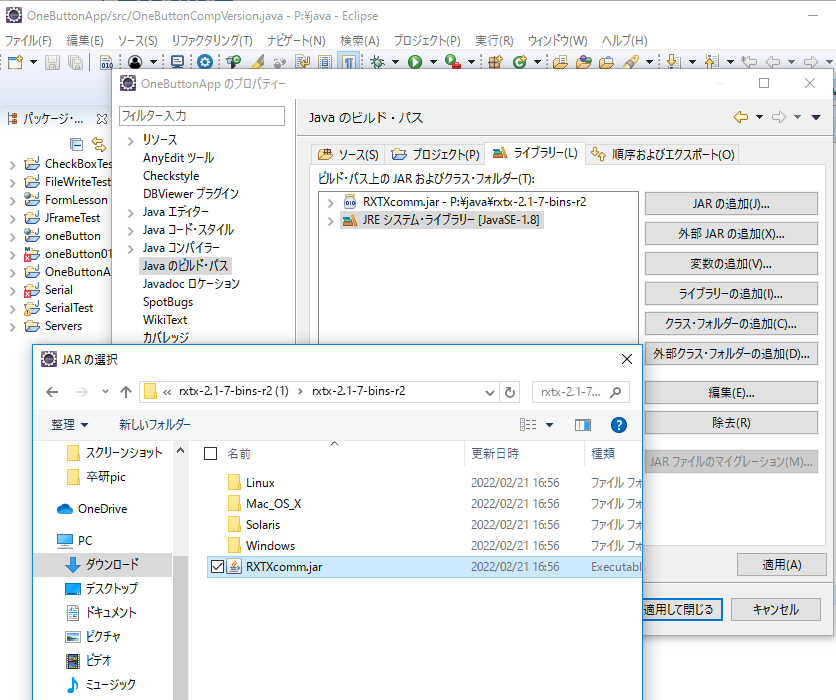 OneButtonApp/src/OneButtonCompVersion.java - P:¥java - Eclipse
ファイル(F) 編集(E) ソース(S) リファクタリング(T) ナビゲート(N) 検索(A) プロジェクト(P) 実行(R) ウィンドウ(W) ヘルプ(H)
パッケージ・...
CheckBoxTes
FileWriteTest
FormLesson
JFrameTest
oneButton
oneButton01
OneButtonA
Serial
SerialTest
Servers
OneButtonApp のプロパティー
フィルター入力
リソース
AnyEdit ツール
Checkstyle
DBViewer プラグイン
Java エディター
Java コード・スタイル
Java コンパイラー
Java のビルド・パス
Javadoc ロケーション
SpotBugs
WikiText
カバレッジ
Java のビルド・パス
ソース(S) プロジェクト(P) ライブラリー(L) 順序およびエクスポート(O)
ビルド・パス上の JAR およびクラス・フォルダー(T):
RXTXcomm.jar - P:¥java¥rxtx-2.1-7-bins-r2
JRE システム・ライブラリー [JavaSE-1.8]
JAR の追加(J)...
外部 JAR の追加(X)...
変数の追加(V)...
ライブラリーの追加(I)...
クラス・フォルダーの追加(C)...
外部クラス・フォルダーの追加(D)...
編集(E)...
除去(R)
JAR ファイルのマイグレーション(M)...
適用(A)
適用して閉じる キャンセル
JAR の選択
« rxtx-2.1-7-bins-r2 (1) › rxtx-2.1-7-bins-r2
rxtx-2.1-7...
整理 新しいフォルダー
スクリーンショット
卒研pic
OneDrive
PC
ダウンロード
デスクトップ
ドキュメント
ピクチャ
ビデオ
ミュージック
名前 更新日時 種類
Linux 2022/02/21 16:56 ファイル フォ
Mac_OS_X 2022/02/21 16:56 ファイル フォ
Solaris 2022/02/21 16:56 ファイル フォ
Windows 2022/02/21 16:56 ファイル フォ
RXTXcomm.jar 2022/02/21 16:56 Executabl